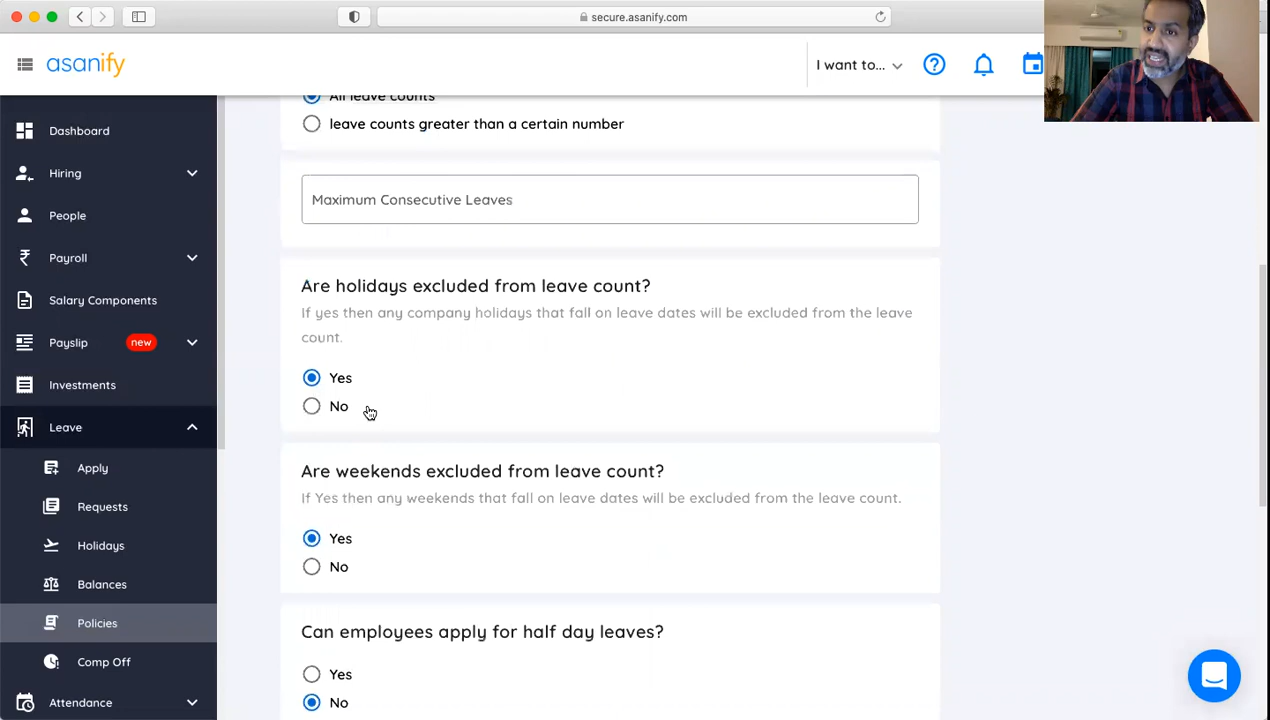 secure.asanify.com
asanify
I want to...
Dashboard
Hiring
People
Payroll
Salary Components
Payslip new
Investments
Leave
Apply
Requests
Holidays
Balances
Policies
Comp Off
Attendance
All leave counts
leave counts greater than a certain number
Maximum Consecutive Leaves
Are holidays excluded from leave count?
If yes then any company holidays that fall on leave dates will be excluded from the leave
count.
Yes
No
Are weekends excluded from leave count?
If Yes then any weekends that fall on leave dates will be excluded from the leave count.
Yes
No
Can employees apply for half day leaves?
Yes
No